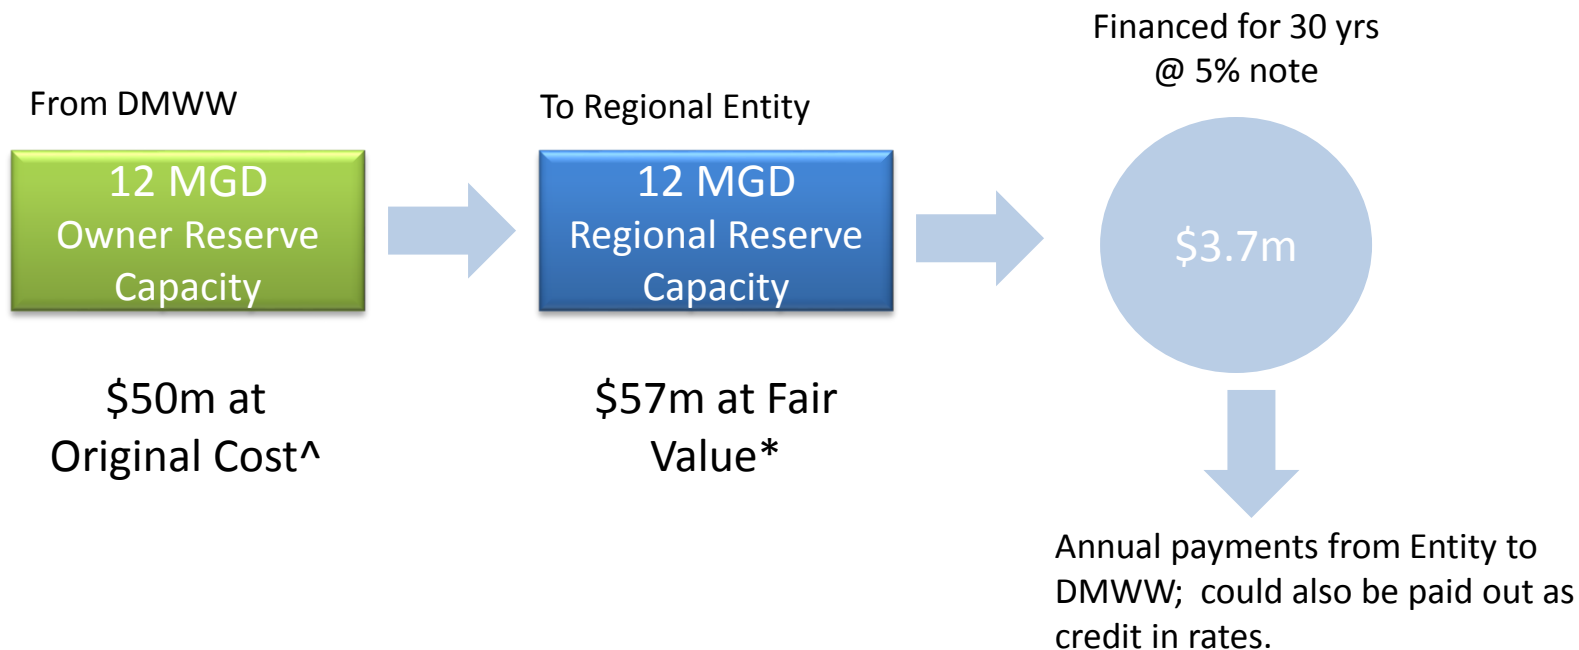 From DMWW
12 MGD
Owner Reserve
Capacity
$50m at
Original Cost^
To Regional Entity
12 MGD
Regional Reserve
Capacity
$57m at Fair
Value*
Financed for 30 yrs
@ 5% note
$3.7m
Annual payments from Entity to
DMWW;  could also be paid out as
credit in rates.